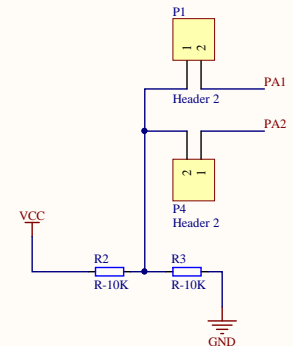 P1
1 2
PA1
Header 2
PA2
2 1
P4
Header 2
VCC
R2 R3
R-10K R-10K
GND